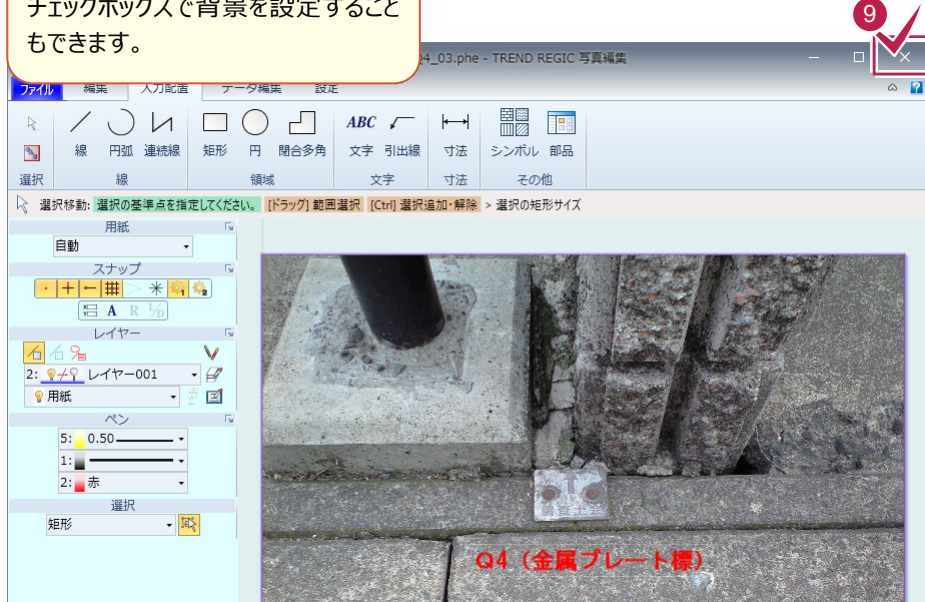 チェックボックスで背景を設定すること
もできます。
9
4_03.phe - TREND REGIC 写真編集
ファイル 編集 入力配置 データ編集 設定
ABC
線 円弧 連続線 矩形 円 閉合多角 文字 引出線 寸法 シンボル 部品
選択 線 領域 文字 寸法 その他
選択移動: 選択の基準点を指定してください。 [ドラッグ] 範囲選択 [Ctrl] 選択追加・解除 > 選択の矩形サイズ
用紙
自動
スナップ
A R
レイヤー
2: レイヤー001
用紙
ペン
5: 0.50
1:
2: 赤
選択
矩形
Q4（金属プレート標）